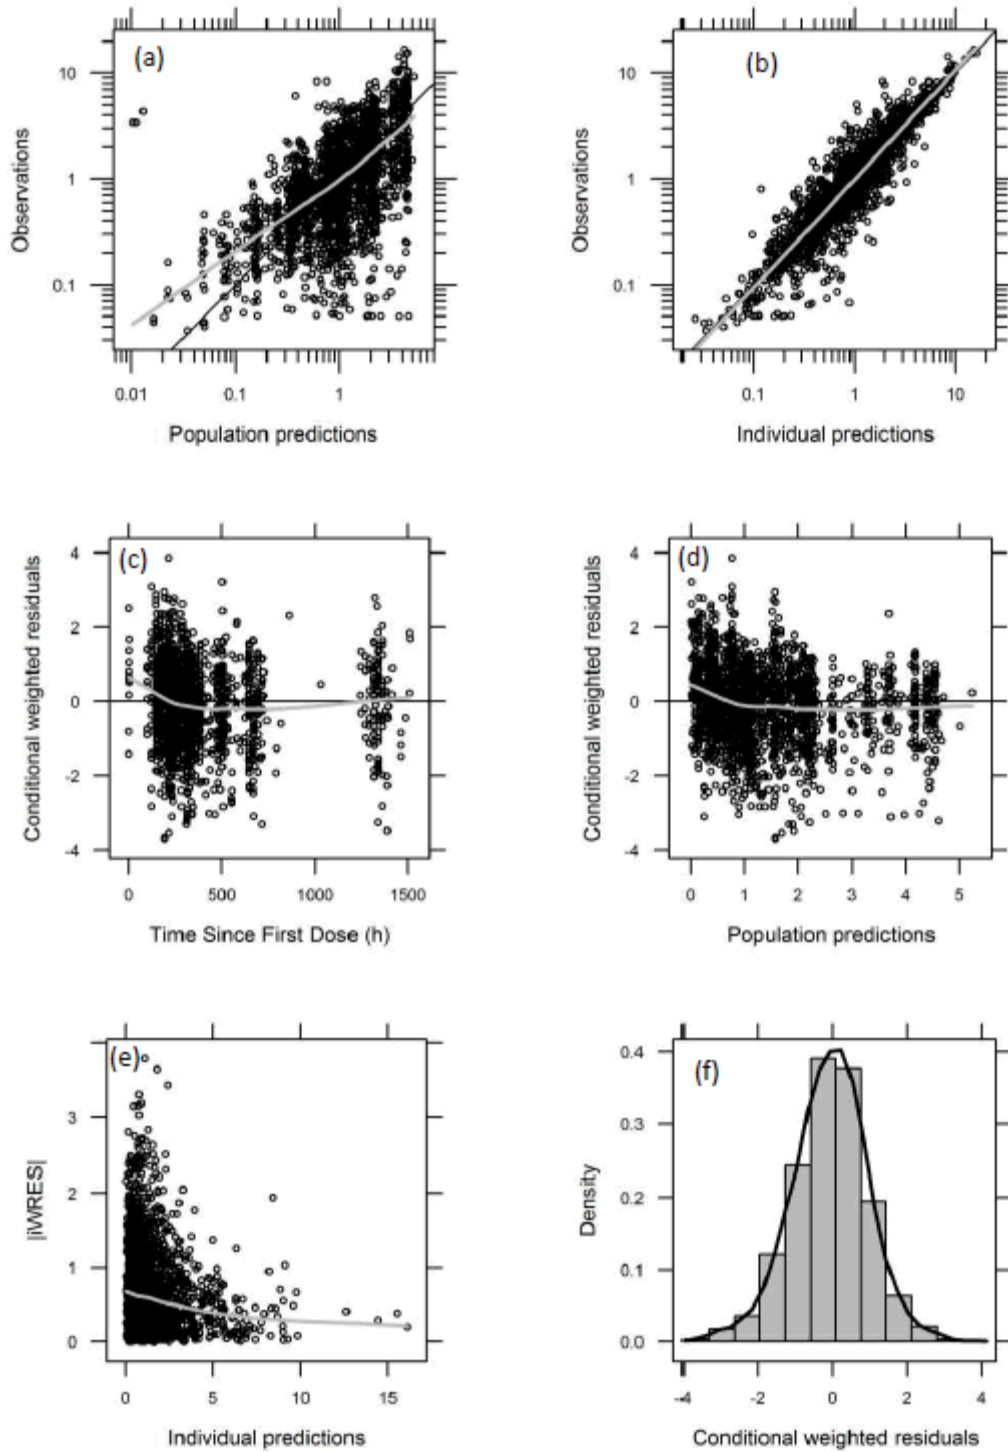 (a)
10
1
0.1
Observations
0.01 0.1 1
Population predictions
(b)
10
1
0.1
Observations
0.1 1 10
Individual predictions
(c)
4
2
0
-2
-4
Conditional weighted residuals
0 500 1000 1500
Time Since First Dose (h)
(d)
4
2
0
-2
-4
Conditional weighted residuals
0 1 2 3 4 5
Population predictions
(e)
3
2
1
0
|iWRES|
0 5 10 15
Individual predictions
(f)
0.4
0.3
0.2
0.1
0.0
Density
-4 -2 0 2 4
Conditional weighted residuals